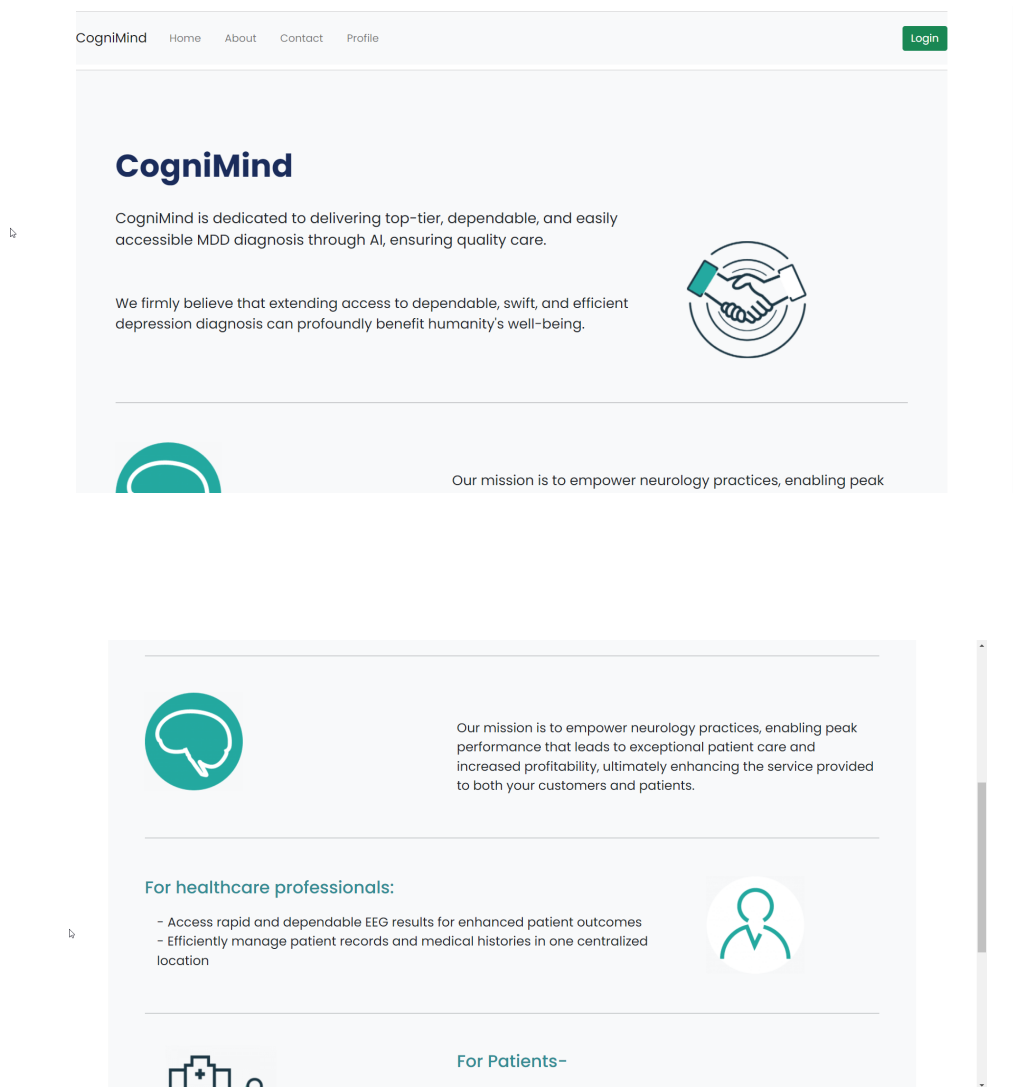 CogniMind Home About Contact Profile Login
CogniMind
CogniMind is dedicated to delivering top-tier, dependable, and easily
accessible MDD diagnosis through AI, ensuring quality care.
We firmly believe that extending access to dependable, swift, and efficient
depression diagnosis can profoundly benefit humanity's well-being.
Our mission is to empower neurology practices, enabling peak
Our mission is to empower neurology practices, enabling peak
performance that leads to exceptional patient care and
increased profitability, ultimately enhancing the service provided
to both your customers and patients.
For healthcare professionals:
- Access rapid and dependable EEG results for enhanced patient outcomes
- Efficiently manage patient records and medical histories in one centralized
location
For Patients-